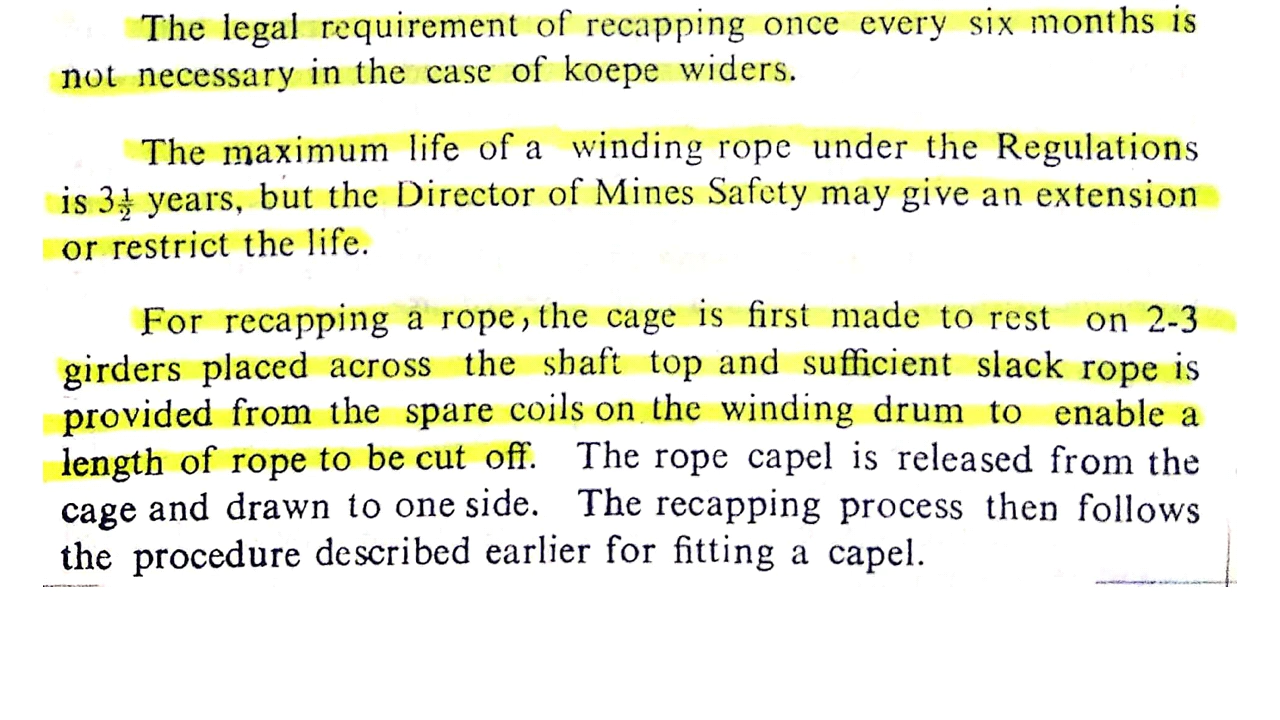 The legal requirement of recapping once every six months is
not necessary in the case of koepe widers.
The maximum life of a winding rope under the Regulations
is 3½ years, but the Director of Mines Safety may give an extension
or restrict the life.
For recapping a rope, the cage is first made to rest on 2-3
girders placed across the shaft top and sufficient slack rope is
provided from the spare coils on the winding drum to enable a
length of rope to be cut off. The rope capel is released from the
cage and drawn to one side. The recapping process then follows
the procedure described earlier for fitting a capel.